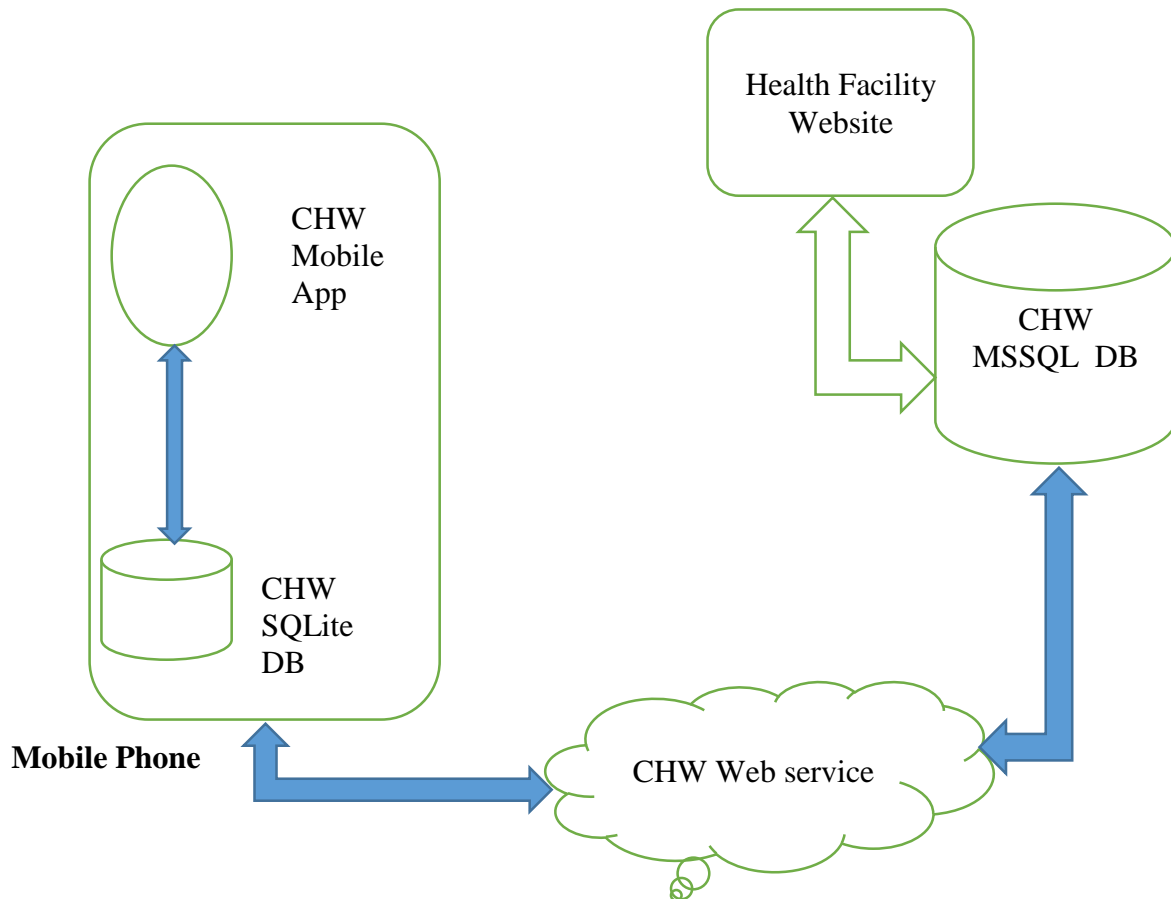 Health Facility
Website
CHW
Mobile
App
CHW
MSSQL  DB
CHW
SQLite
DB
Mobile Phone
CHW Web service